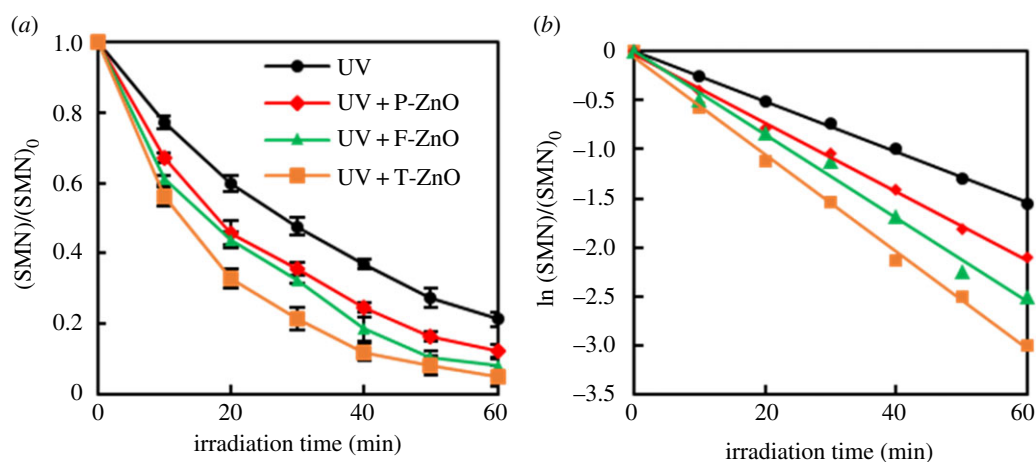 (a)
1.0
0.8
0.6
0.4
0.2
0
(SMN)/(SMN)0
UV
UV + P-ZnO
UV + F-ZnO
UV + T-ZnO
0 20 40 60
irradiation time (min)
(b)
0
–0.5
–1.0
–1.5
–2.0
–2.5
–3.0
–3.5
ln (SMN)/(SMN)0
0 20 40 60
irradiation time (min)